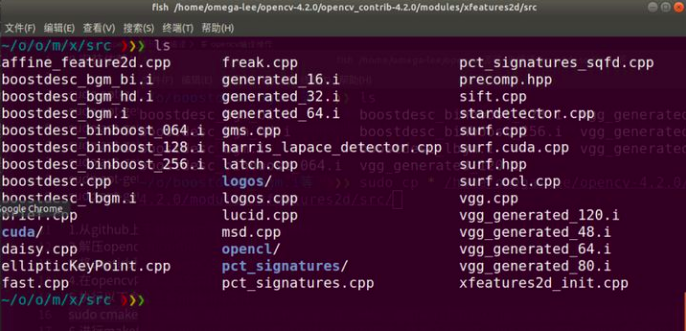 fish /home/omega-lee/opencv-4.2.0/opencv_contrib-4.2.0/modules/xfeatures2d/src
文件(F) 编辑(E) 查看(V) 搜索(S) 终端(T) 帮助(H)
~/o/o/m/x/src ❯❯❯ ls
affine_feature2d.cpp freak.cpp pct_signatures_sqfd.cpp
boostdesc_bgm_bi.i generated_16.i precomp.hpp
boostdesc_bgm_hd.i generated_32.i sift.cpp
boostdesc_bgm.i generated_64.i stardetector.cpp
boostdesc_binboost_064.i gms.cpp surf.cpp
boostdesc_binboost_128.i harris_lapace_detector.cpp surf.cuda.cpp
boostdesc_binboost_256.i latch.cpp surf.hpp
boostdesc.cpp logos/ surf.ocl.cpp
boostdesc_lbgm.i logos.cpp vgg.cpp
Google Chrome
brief.cpp lucid.cpp vgg_generated_120.i
cuda/ msd.cpp vgg_generated_48.i
daisy.cpp opencl/ vgg_generated_64.i
ellipticKeyPoint.cpp pct_signatures/ vgg_generated_80.i
fast.cpp pct_signatures.cpp xfeatures2d_init.cpp
~/o/o/m/x/src ❯❯❯